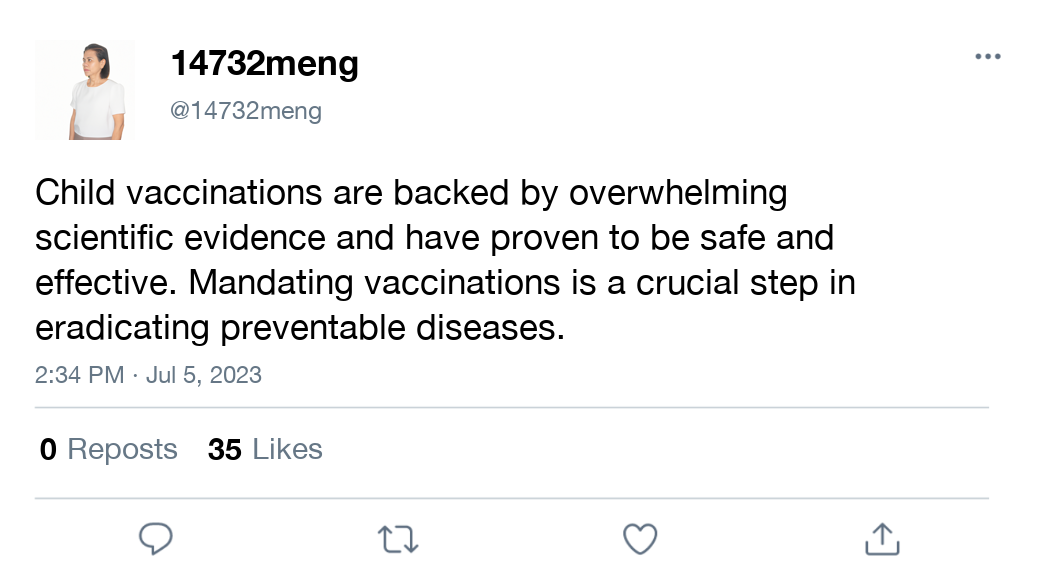 14732meng
@14732meng
Child vaccinations are backed by overwhelming
scientific evidence and have proven to be safe and
effective. Mandating vaccinations is a crucial step in
eradicating preventable diseases.
2:34 PM · Jul 5, 2023
0 Reposts 35 Likes